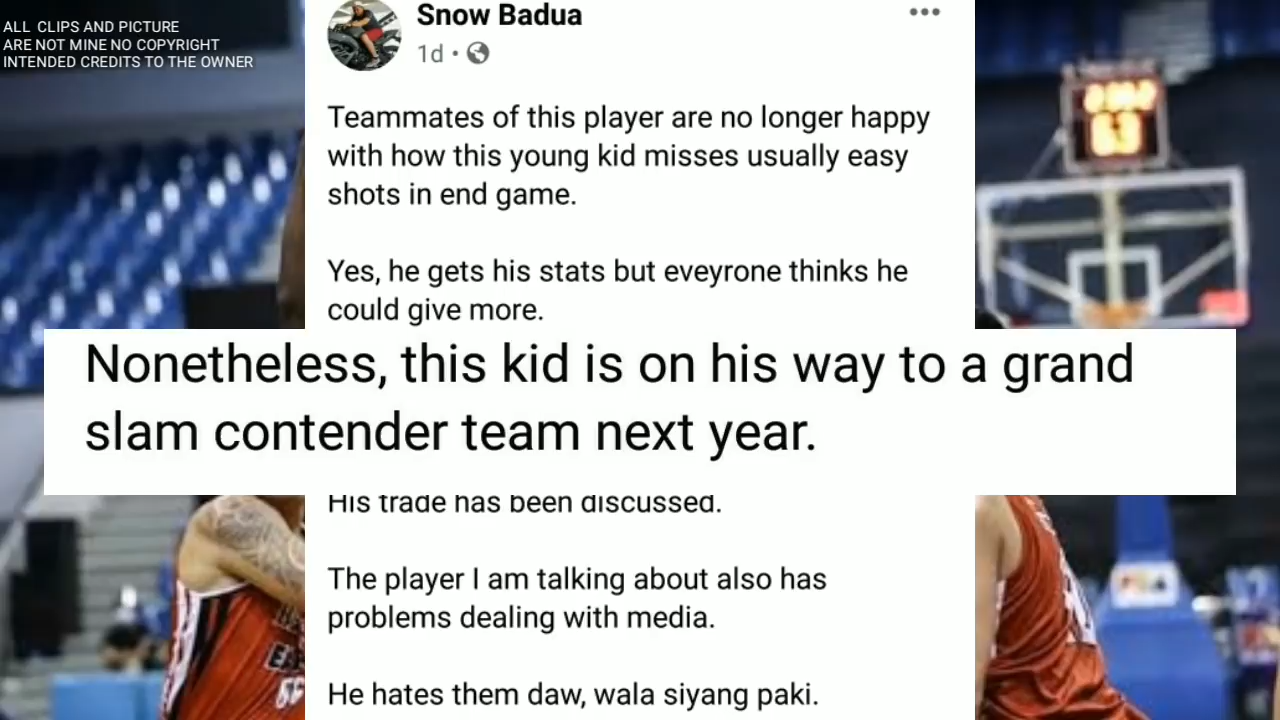 ALL CLIPS AND PICTURE
ARE NOT MINE NO COPYRIGHT
INTENDED CREDITS TO THE OWNER
Snow Badua
1d
Teammates of this player are no longer happy
with how this young kid misses usually easy
shots in end game.
Yes, he gets his stats but eveyrone thinks he
could give more.
Nonetheless, this kid is on his way to a grand
slam contender team next year.
His trade has been discussed.
The player I am talking about also has
problems dealing with media.
He hates them daw, wala siyang paki.